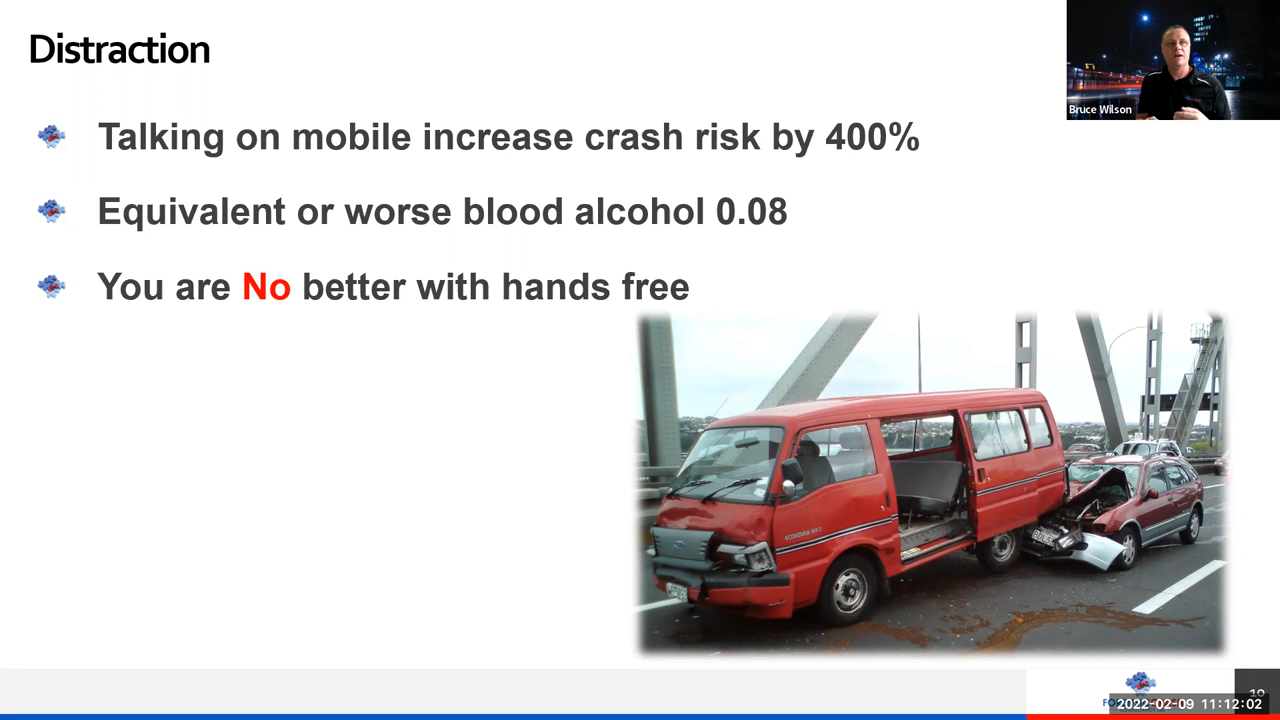 Distraction
Bruce Wilson
Talking on mobile increase crash risk by 400%
Equivalent or worse blood alcohol 0.08
You are No better with hands free
ECONOVAN MAXI
10
2022-02-09 11:12:02